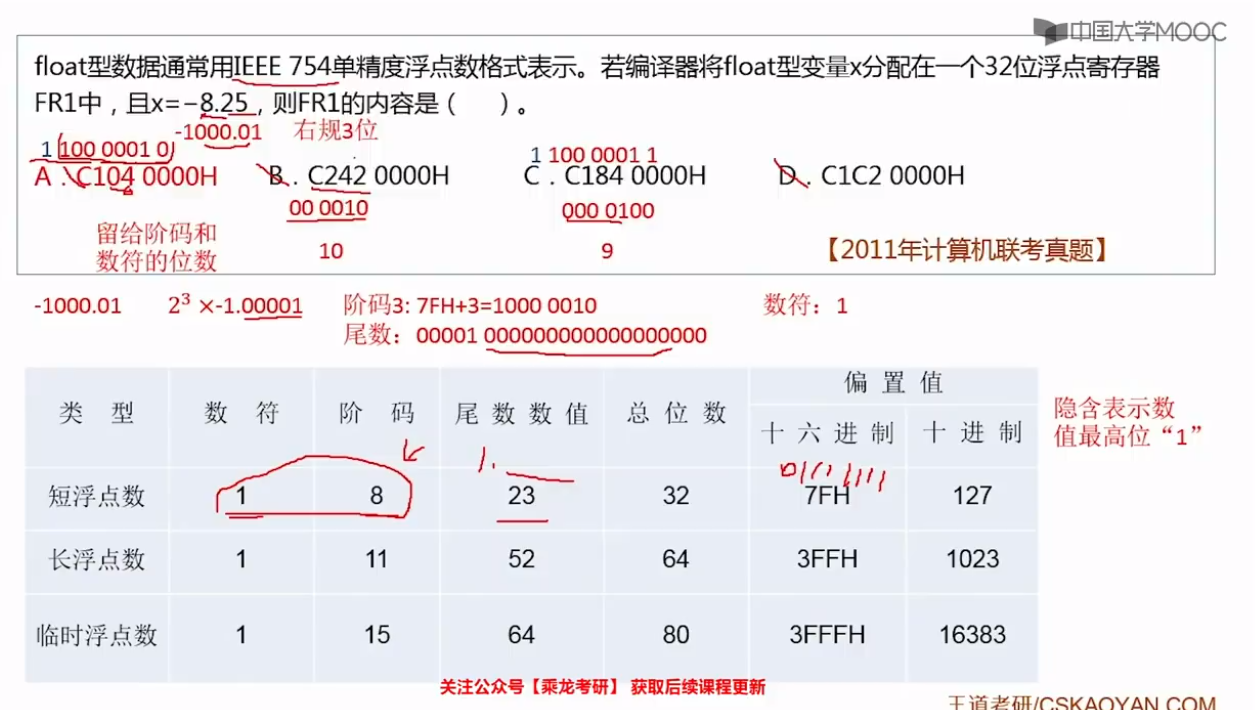 中国大学MOOC
float型数据通常用IEEE 754单精度浮点数格式表示。若编译器将float型变量x分配在一个32位浮点寄存器
FR1中，且x=−8.25，则FR1的内容是（　　）。
-1000.01 右规3位
1 100 0001 0 1 100 0001 1
A．C104 0000H B．C242 0000H C．C184 0000H D．C1C2 0000H
00 0010 000 0100
留给阶码和
数符的位数 10 9 【2011年计算机联考真题】
-1000.01 2³ ×-1.00001 阶码3: 7FH+3=1000 0010 数符：1
尾数：00001 000000000000000000
类 型 数 符 阶 码 尾数数值 总位数 偏置值
十六进制 十进制
隐含表示数
值最高位“1”
1.
01111111
短浮点数 1 8 23 32 7FH 127
长浮点数 1 11 52 64 3FFH 1023
临时浮点数 1 15 64 80 3FFFH 16383
关注公众号【乘龙考研】 获取后续课程更新
王道考研/CSKAOYAN.COM